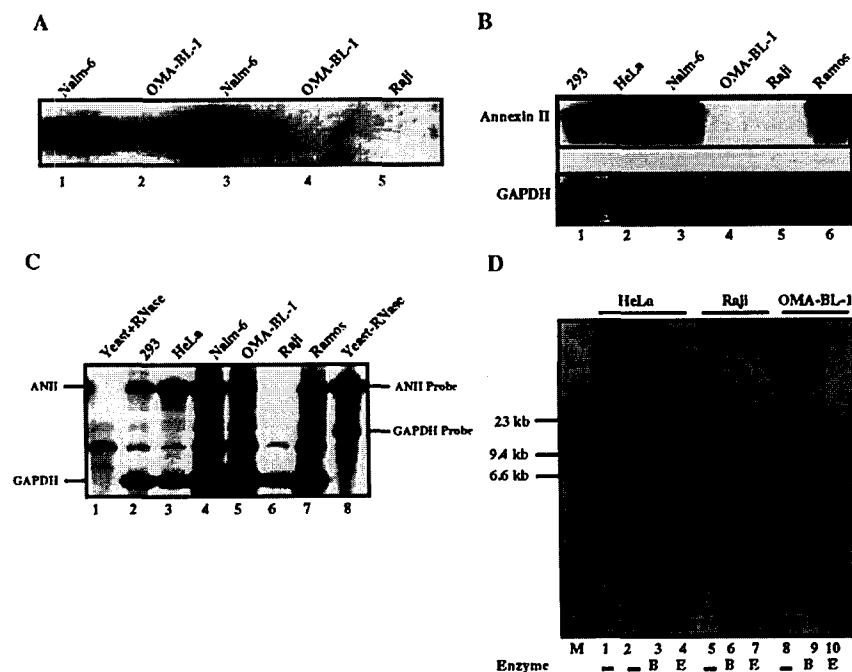 A
Nalm-6 OMA-BL-1 Nalm-6 OMA-BL-1 Raji
1 2 3 4 5
B
293 HeLa Nalm-6 OMA-BL-1 Raji Ramos
Annexin II
GAPDH
1 2 3 4 5 6
C
Yeast+RNase 293 HeLa Nalm-6 OMA-BL-1 Raji Ramos Yeast-RNase
ANII
ANII Probe
GAPDH Probe
GAPDH
1 2 3 4 5 6 7 8
D
HeLa Raji OMA-BL-1
23 kb
9.4 kb
6.6 kb
M 1 2 3 4 5 6 7 8 9 10
Enzyme - - B E - B E - B E